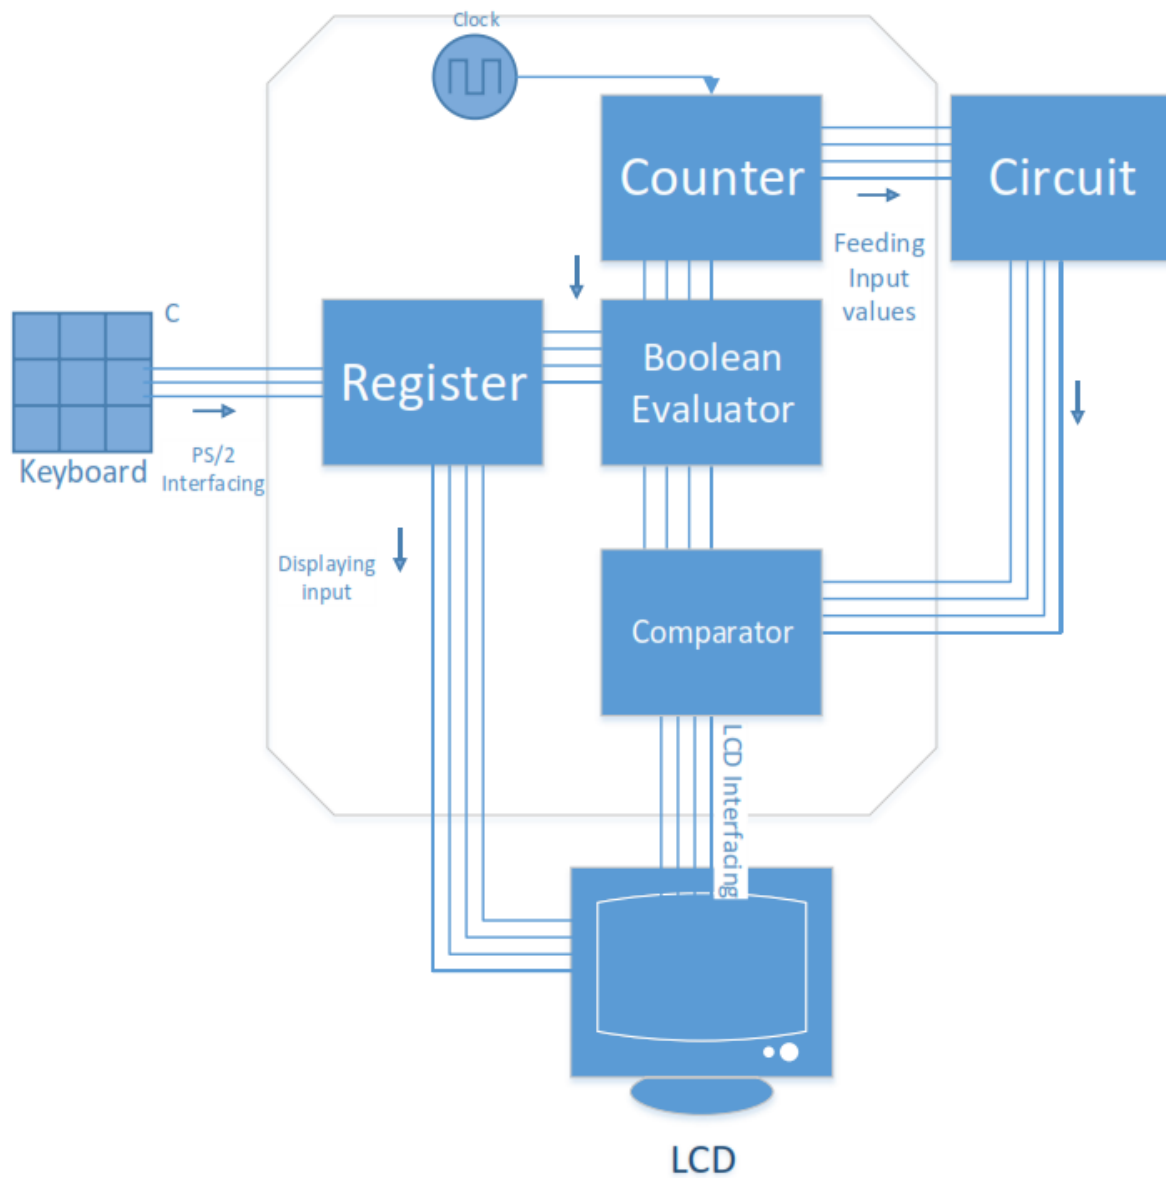 Clock
Counter
Circuit
Feeding
Input
values
C
Register
Boolean
Evaluator
Keyboard
PS/2
Interfacing
Displaying
input
Comparator
LCD Interfacing
LCD